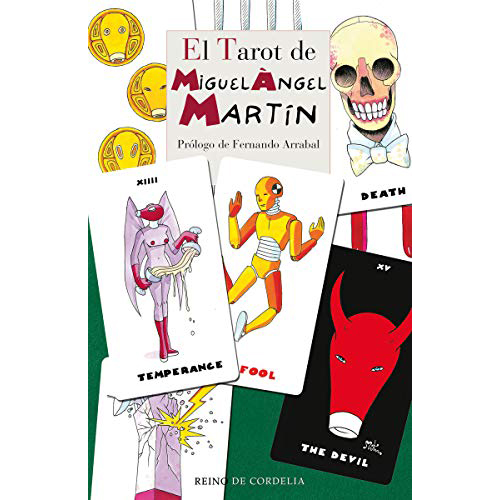 El Tarot de
MIGUELÀNGEL
MARTÍN
Prólogo de Fernando Arrabal
DEATH
XIIII
TEMPERANCE
FOOL
XV
THE DEVIL
REINO DE CORDELIA